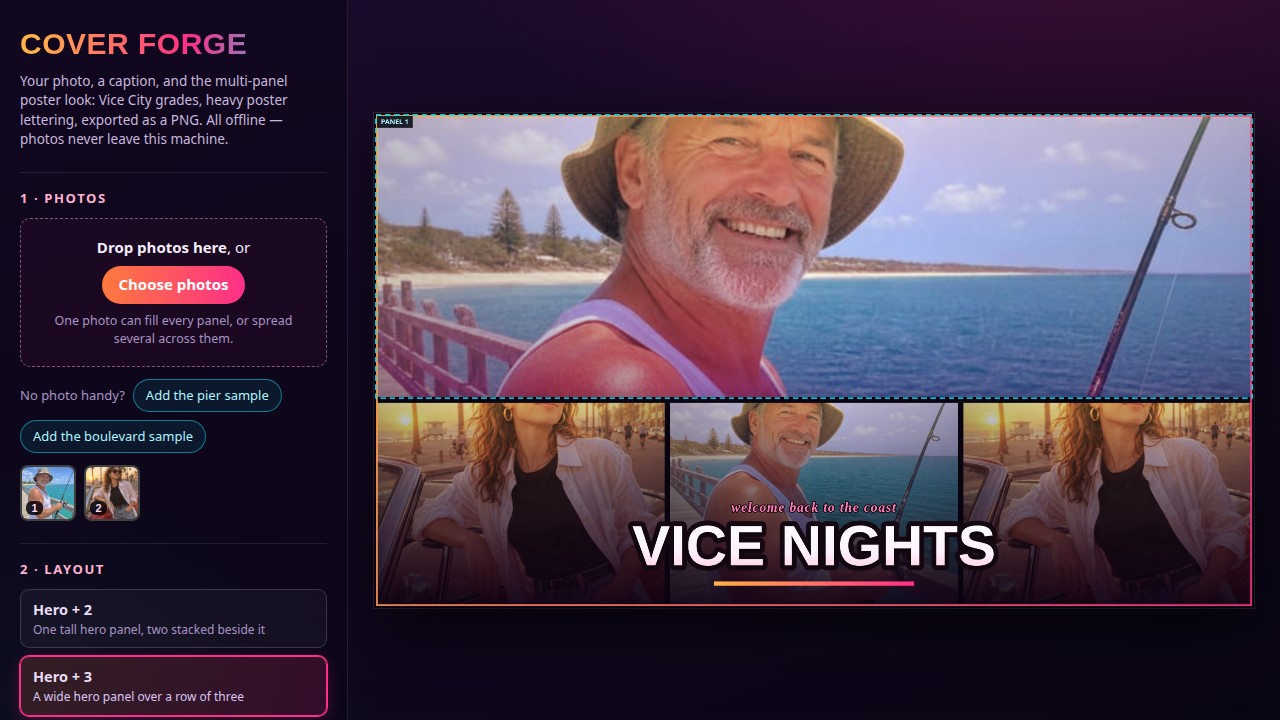 COVER FORGE
Your photo, a caption, and the multi-panel
poster look: Vice City grades, heavy poster
lettering, exported as a PNG. All offline —
photos never leave this machine.
1 · PHOTOS
Drop photos here, or
Choose photos
One photo can fill every panel, or spread
several across them.
No photo handy? Add the pier sample
Add the boulevard sample
1 2
2 · LAYOUT
Hero + 2
One tall hero panel, two stacked beside it
Hero + 3
A wide hero panel over a row of three
PANEL 1
welcome back to the coast
VICE NIGHTS